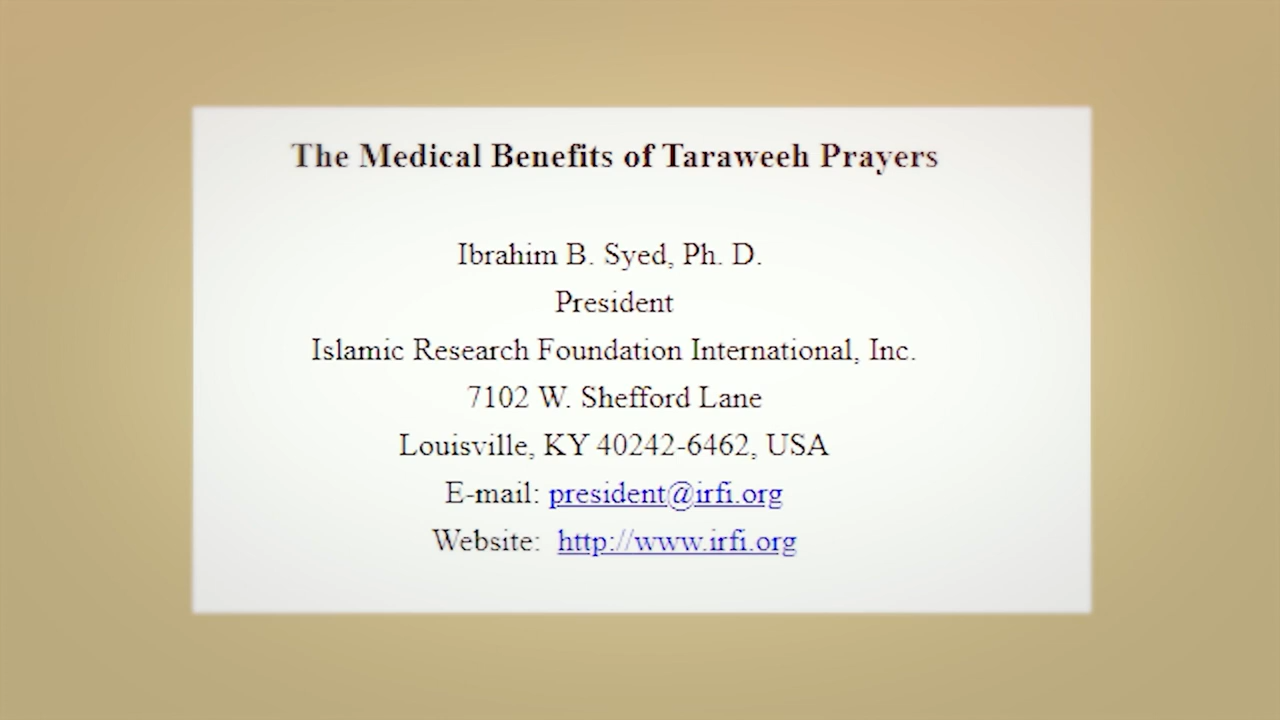 The Medical Benefits of Taraweeh Prayers
Ibrahim B. Syed, Ph. D.
President
Islamic Research Foundation International, Inc.
7102 W. Shefford Lane
Louisville, KY 40242-6462, USA
E-mail: president@irfi.org
Website: http://www.irfi.org